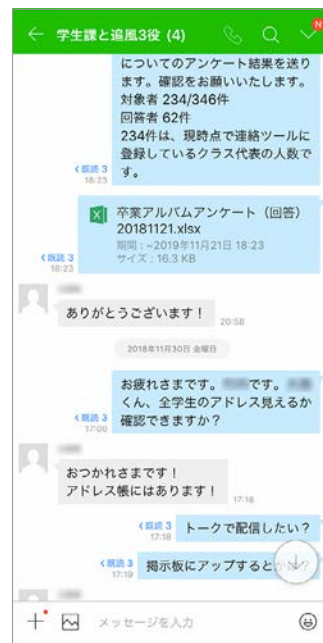 学生課と追風3役 (4)
N
についてのアンケート結果を送り
ます。確認をお願いいたします。
対象者 234/346件
回答者 62件
234件は、現時点で連絡ツールに
登録しているクラス代表の人数で
す。
既読 3
18:23
卒業アルバムアンケート（回答）
20181121.xlsx
期間：~2019年11月21日 18:23
サイズ：16.3 KB
既読 3
18:23
ありがとうございます！
20:58
2018年11月30日 金曜日
お疲れさまです。 です。
くん、全学生のアドレス見えるか
確認できますか？
既読 3
17:00
おつかれさまです！
アドレス帳にはあります！
17:18
既読 3
17:18
トークで配信したい？
既読 3
17:19
掲示板にアップすると
メッセージを入力